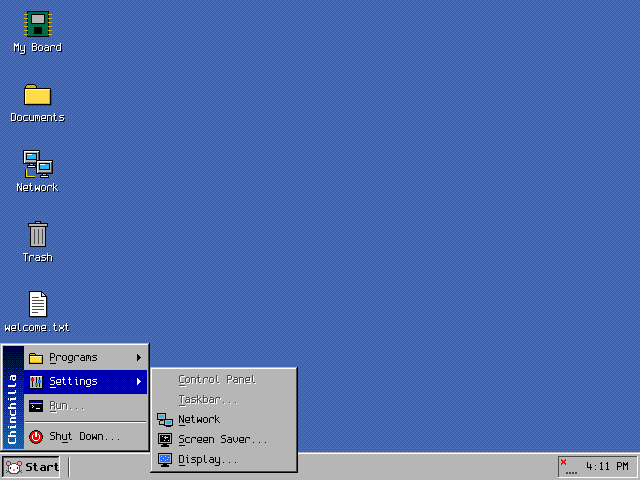 My Board
Documents
Network
Trash
welcome.txt
Chinchilla
Programs
Settings
Run...
Shut Down...
Control Panel
Taskbar...
Network
Screen Saver...
Display...
Start
4:11 PM